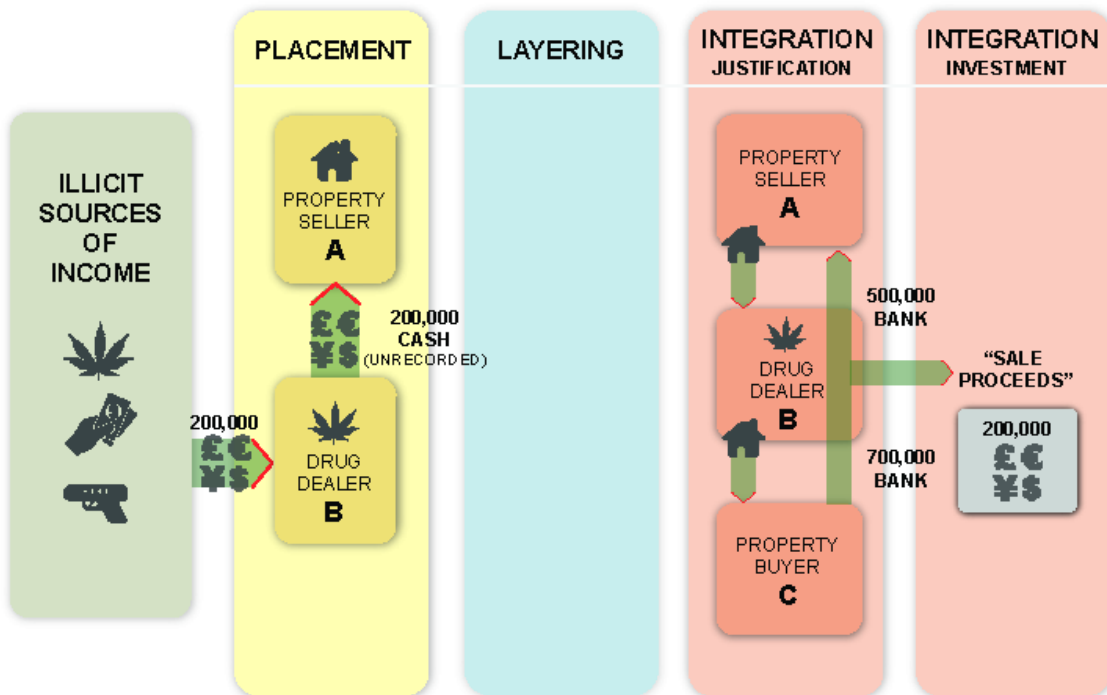 PLACEMENT
LAYERING
INTEGRATION
JUSTIFICATION
INTEGRATION
INVESTMENT
ILLICIT
SOURCES
OF
INCOME
200,000
£€
¥$
PROPERTY
SELLER
A
£€
¥$
200,000
CASH
(UNRECORDED)
DRUG
DEALER
B
PROPERTY
SELLER
A
500,000
BANK
DRUG
DEALER
B
700,000
BANK
PROPERTY
BUYER
C
“SALE
PROCEEDS”
200,000
£€
¥$